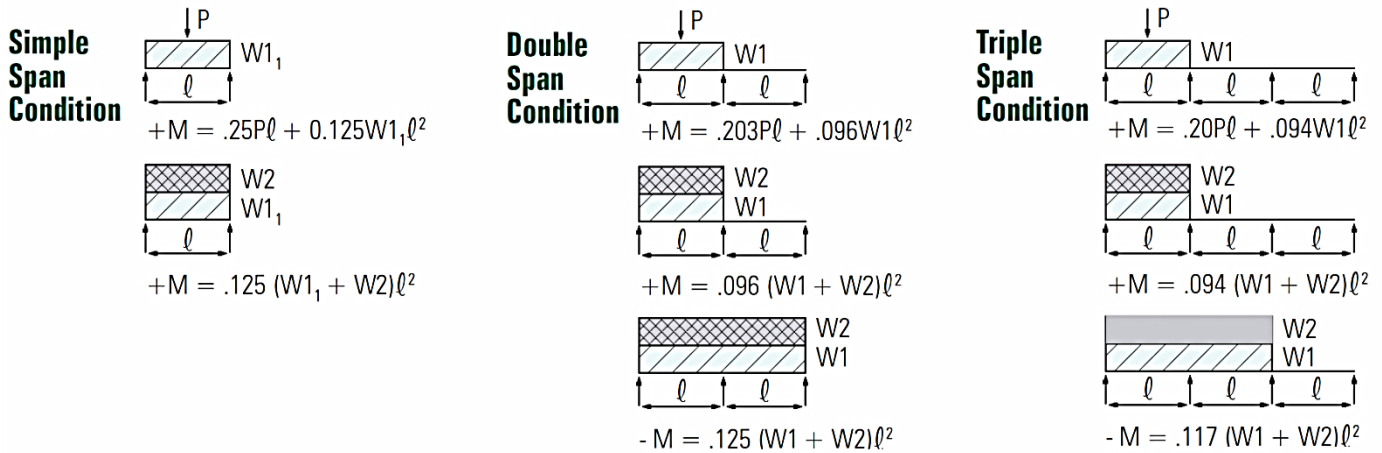 Simple
Span
Condition
P
W1₁
ℓ
+M = .25Pℓ + 0.125W1₁ℓ²
W2
W1₁
ℓ
+M = .125 (W1₁ + W2)ℓ²
Double
Span
Condition
P
W1
ℓ ℓ
+M = .203Pℓ + .096W1ℓ²
W2
W1
ℓ ℓ
+M = .096 (W1 + W2)ℓ²
W2
W1
ℓ ℓ
- M = .125 (W1 + W2)ℓ²
Triple
Span
Condition
P
W1
ℓ ℓ ℓ
+M = .20Pℓ + .094W1ℓ²
W2
W1
ℓ ℓ ℓ
+M = .094 (W1 + W2)ℓ²
W2
W1
ℓ ℓ ℓ
- M = .117 (W1 + W2)ℓ²